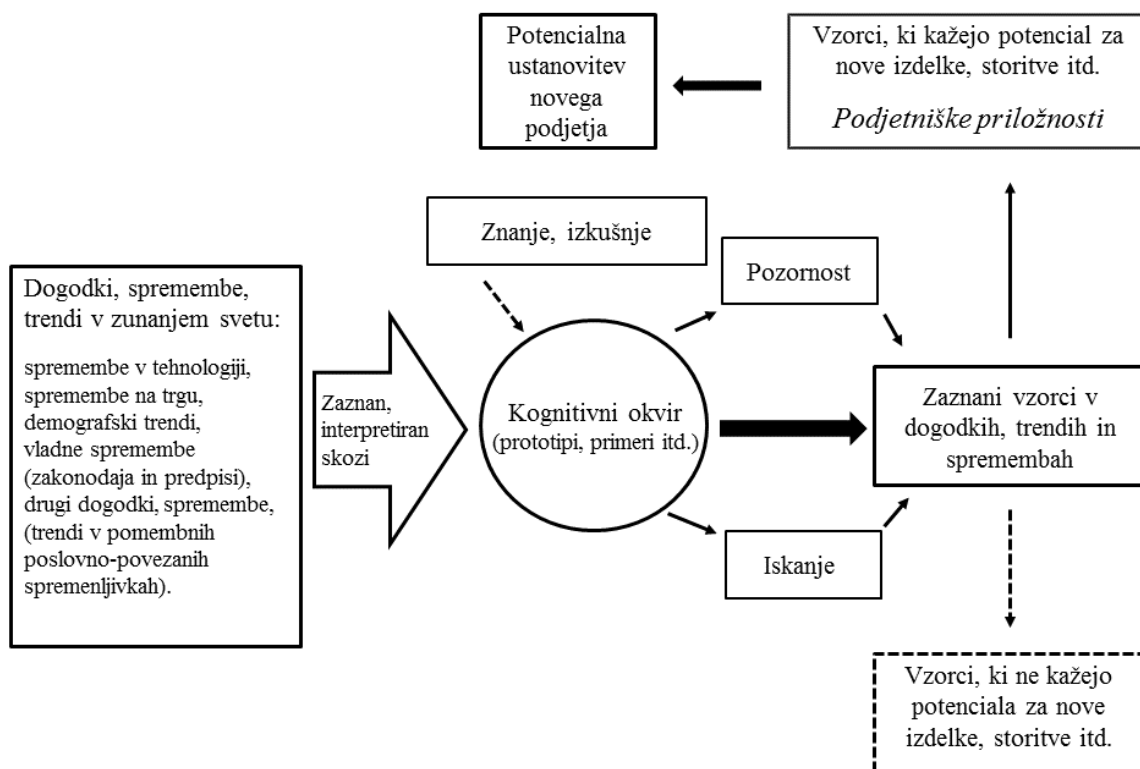 Potencialna
ustanovitev
novega
podjetja
Vzorci, ki kažejo potencial za
nove izdelke, storitve itd.
Podjetniške priložnosti
Znanje, izkušnje
Pozornost
Dogodki, spremembe,
trendi v zunanjem svetu:
spremembe v tehnologiji,
spremembe na trgu,
demografski trendi,
vladne spremembe
(zakonodaja in predpisi),
drugi dogodki, spremembe,
(trendi v pomembnih
poslovno-povezanih
spremenljivkah).
Zaznan,
interpretiran
skozi
Kognitivni okvir
(prototipi, primeri itd.)
Zaznani vzorci v
dogodkih, trendih in
spremembah
Iskanje
Vzorci, ki ne kažejo
potenciala za nove
izdelke, storitve itd.